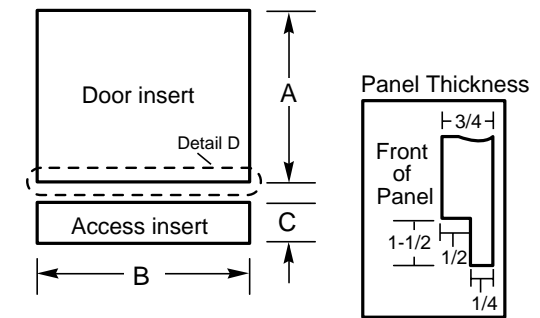 Door insert
A
Detail D
Access insert
C
B
Panel Thickness
3/4
Front
of
Panel
1-1/2
1/2
1/4